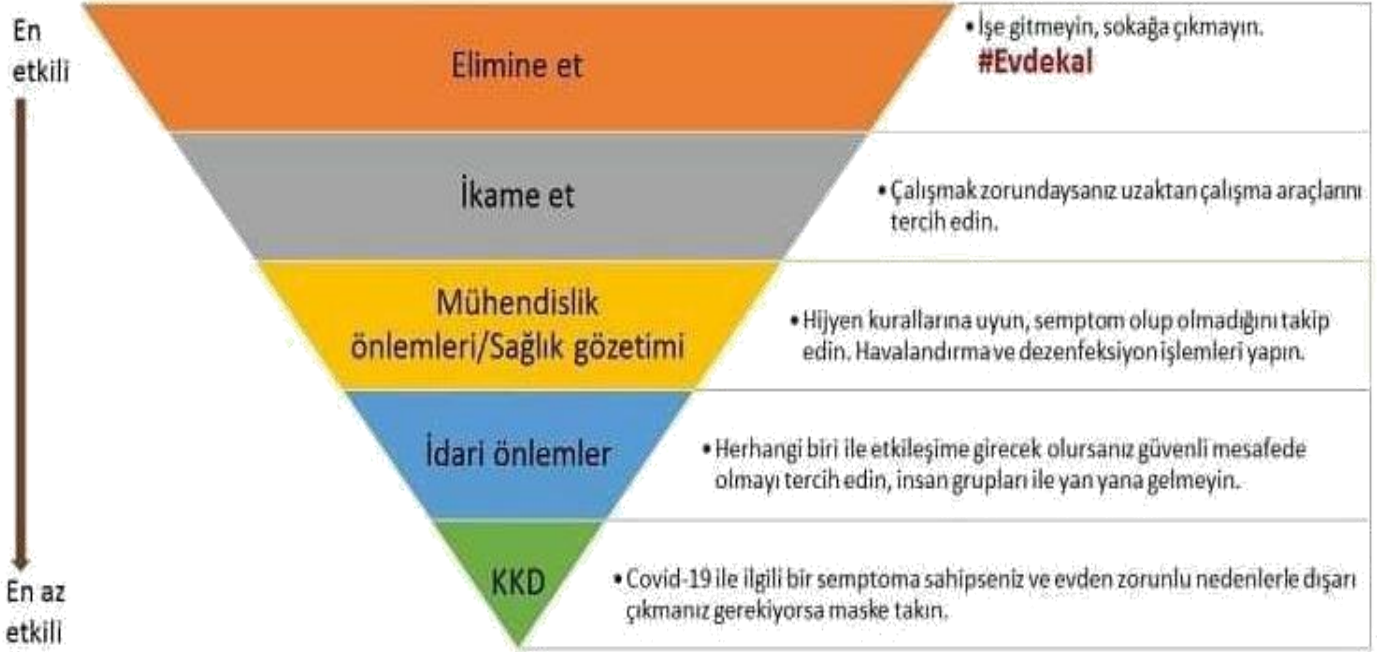 En
etkili
Elimine et
• İşe gitmeyin, sokağa çıkmayın.
#Evdekal
İkame et
• Çalışmak zorundaysanız uzaktan çalışma araçlarını
tercih edin.
Mühendislik
önlemleri/Sağlık gözetimi
• Hijyen kurallarına uyun, semptom olup olmadığını takip
edin. Havalandırma ve dezenfeksiyon işlemleri yapın.
İdari önlemler
• Herhangi biri ile etkileşime girecek olursanız güvenli mesafede
olmayı tercih edin, insan grupları ile yan yana gelmeyin.
KKD
• Covid-19 ile ilgili bir semptoma sahipseniz ve evden zorunlu nedenlerle dışarı
çıkmanız gerekiyorsa maske takın.
En az
etkili